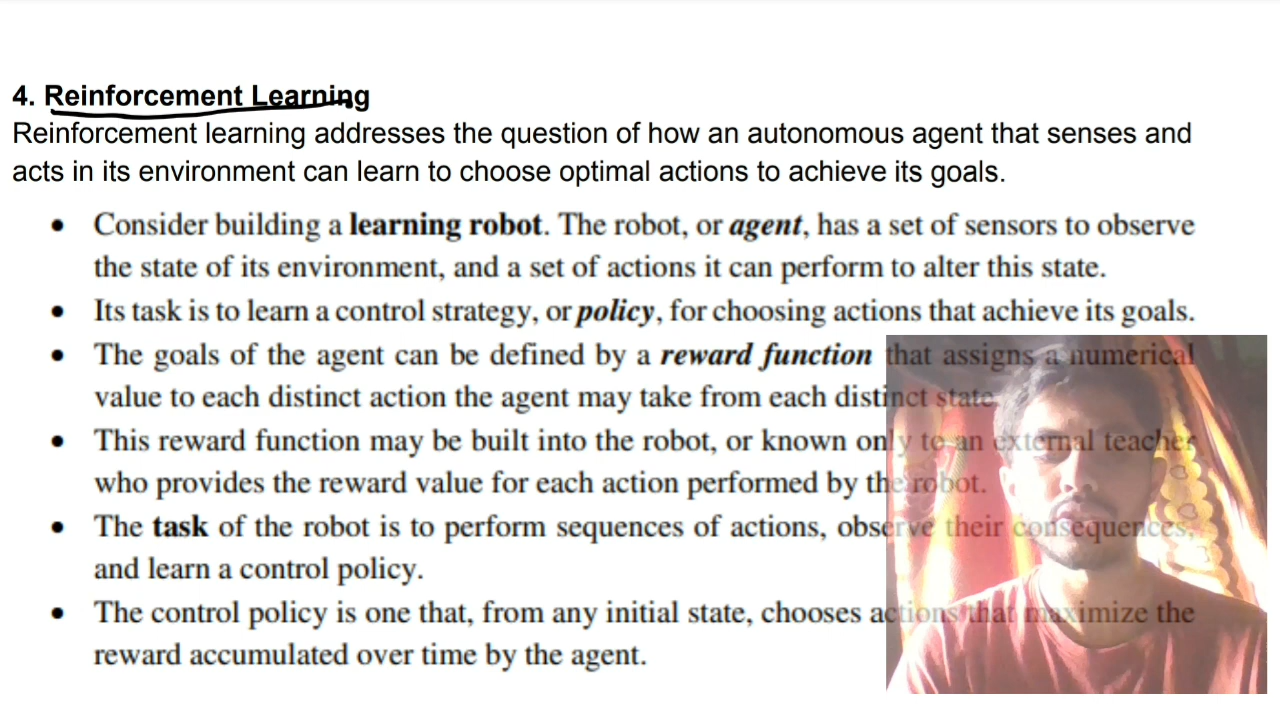 4. Reinforcement Learning
Reinforcement learning addresses the question of how an autonomous agent that senses and
acts in its environment can learn to choose optimal actions to achieve its goals.
• Consider building a learning robot. The robot, or agent, has a set of sensors to observe
the state of its environment, and a set of actions it can perform to alter this state.
• Its task is to learn a control strategy, or policy, for choosing actions that achieve its goals.
• The goals of the agent can be defined by a reward function that assigns a numerical
value to each distinct action the agent may take from each distinct state
• This reward function may be built into the robot, or known only to an external teacher
who provides the reward value for each action performed by the robot.
• The task of the robot is to perform sequences of actions, observe their consequences,
and learn a control policy.
• The control policy is one that, from any initial state, chooses actions that maximize the
reward accumulated over time by the agent.